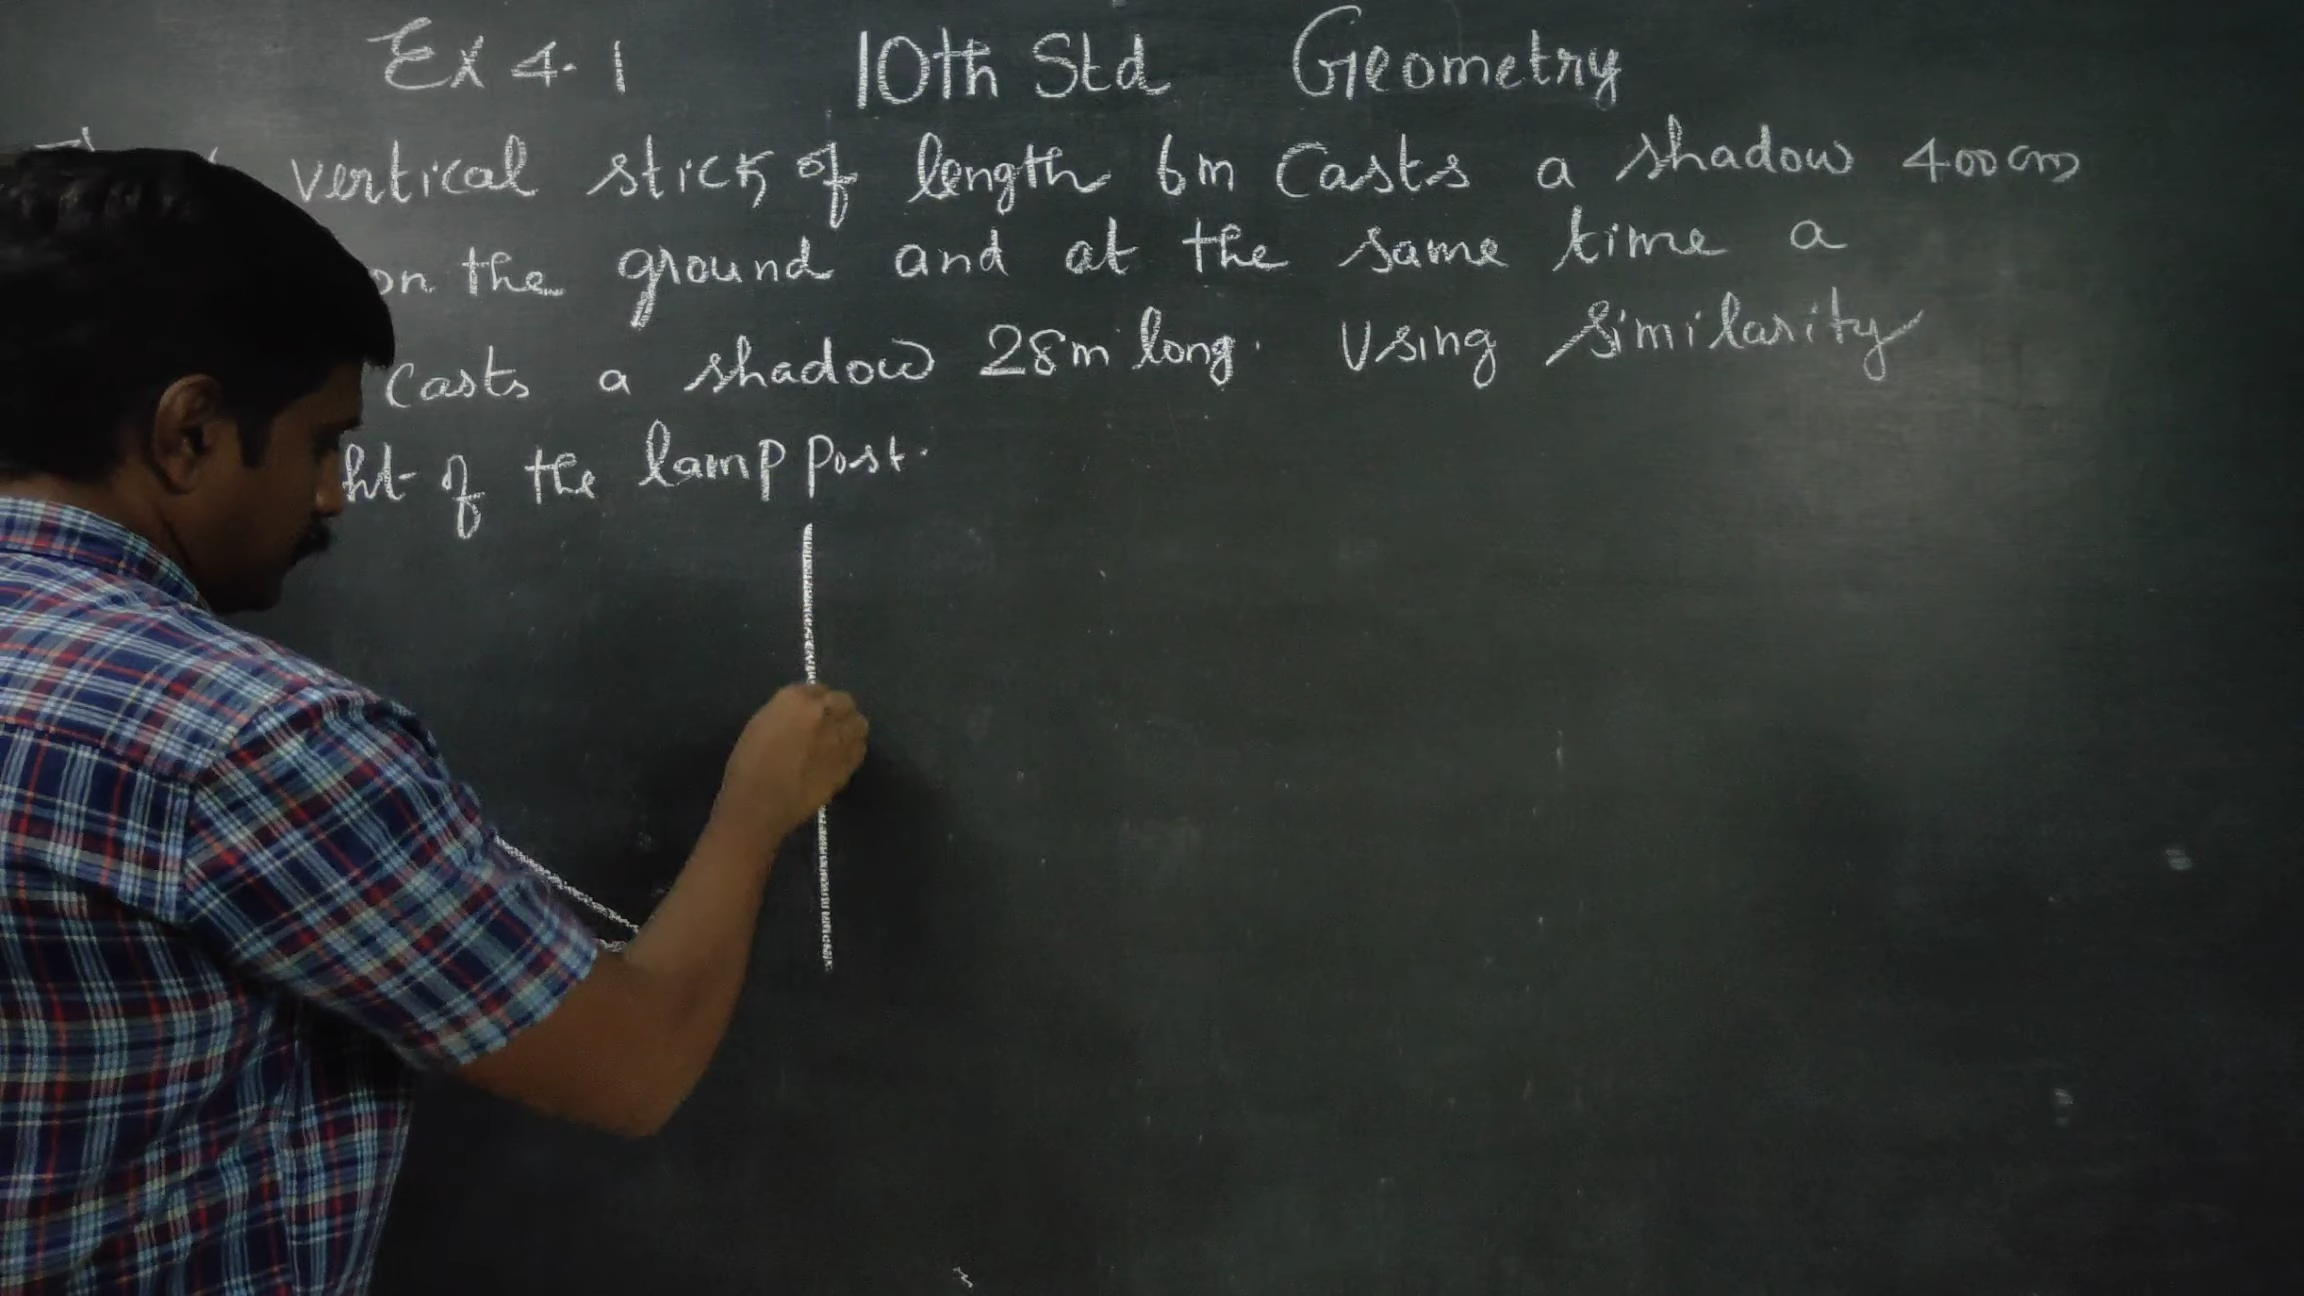 Ex 4.1 10th Std Geometry
vertical stick of length 6m Casts a shadow 400cm
on the ground and at the same time a
casts a shadow 28m long. Using similarity
ht of the lamp post.